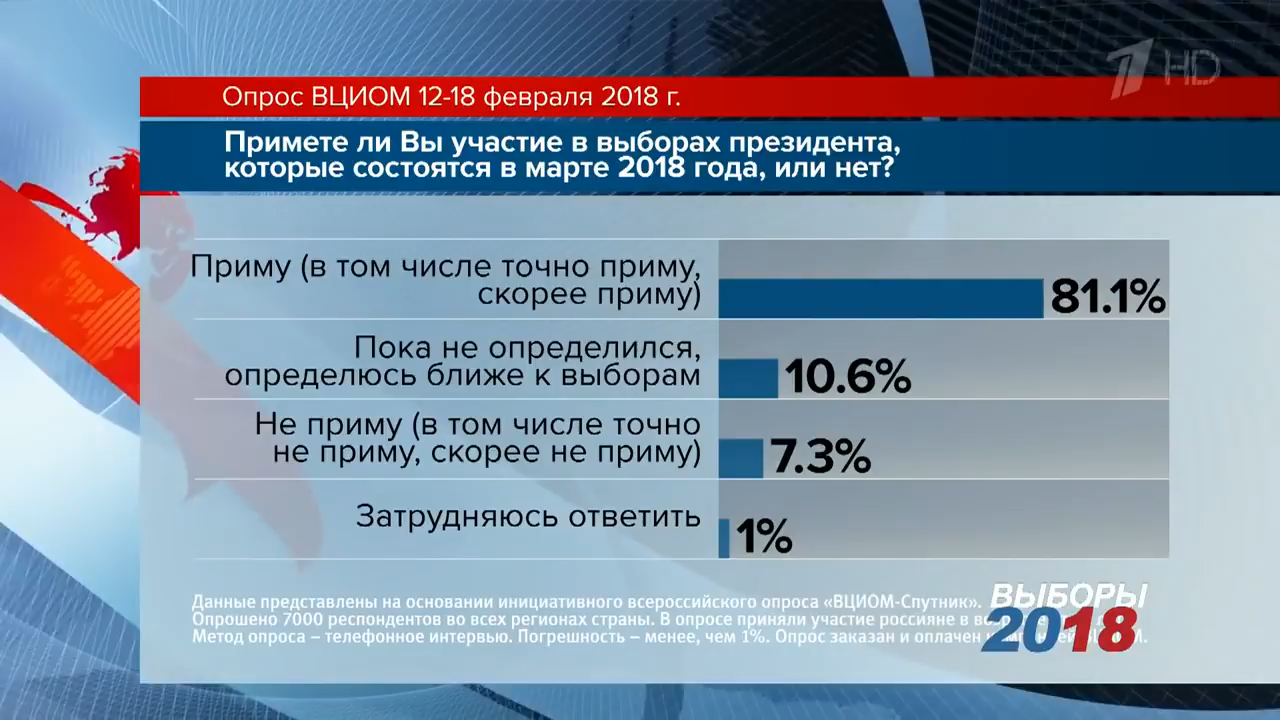 1 HD
Опрос ВЦИОМ 12-18 февраля 2018 г.
Примете ли Вы участие в выборах президента,
которые состоятся в марте 2018 года, или нет?
Приму (в том числе точно приму,
скорее приму)
81.1%
Пока не определился,
определюсь ближе к выборам
10.6%
Не приму (в том числе точно
не приму, скорее не приму)
7.3%
Затрудняюсь ответить
1%
Данные представлены на основании инициативного всероссийского опроса «ВЦИОМ-Спутник».
Опрошено 7000 респондентов во всех регионах страны. В опросе приняли участие россияне в
Метод опроса – телефонное интервью. Погрешность – менее, чем 1%. Опрос заказан и оплачен
ВЫБОРЫ
2018